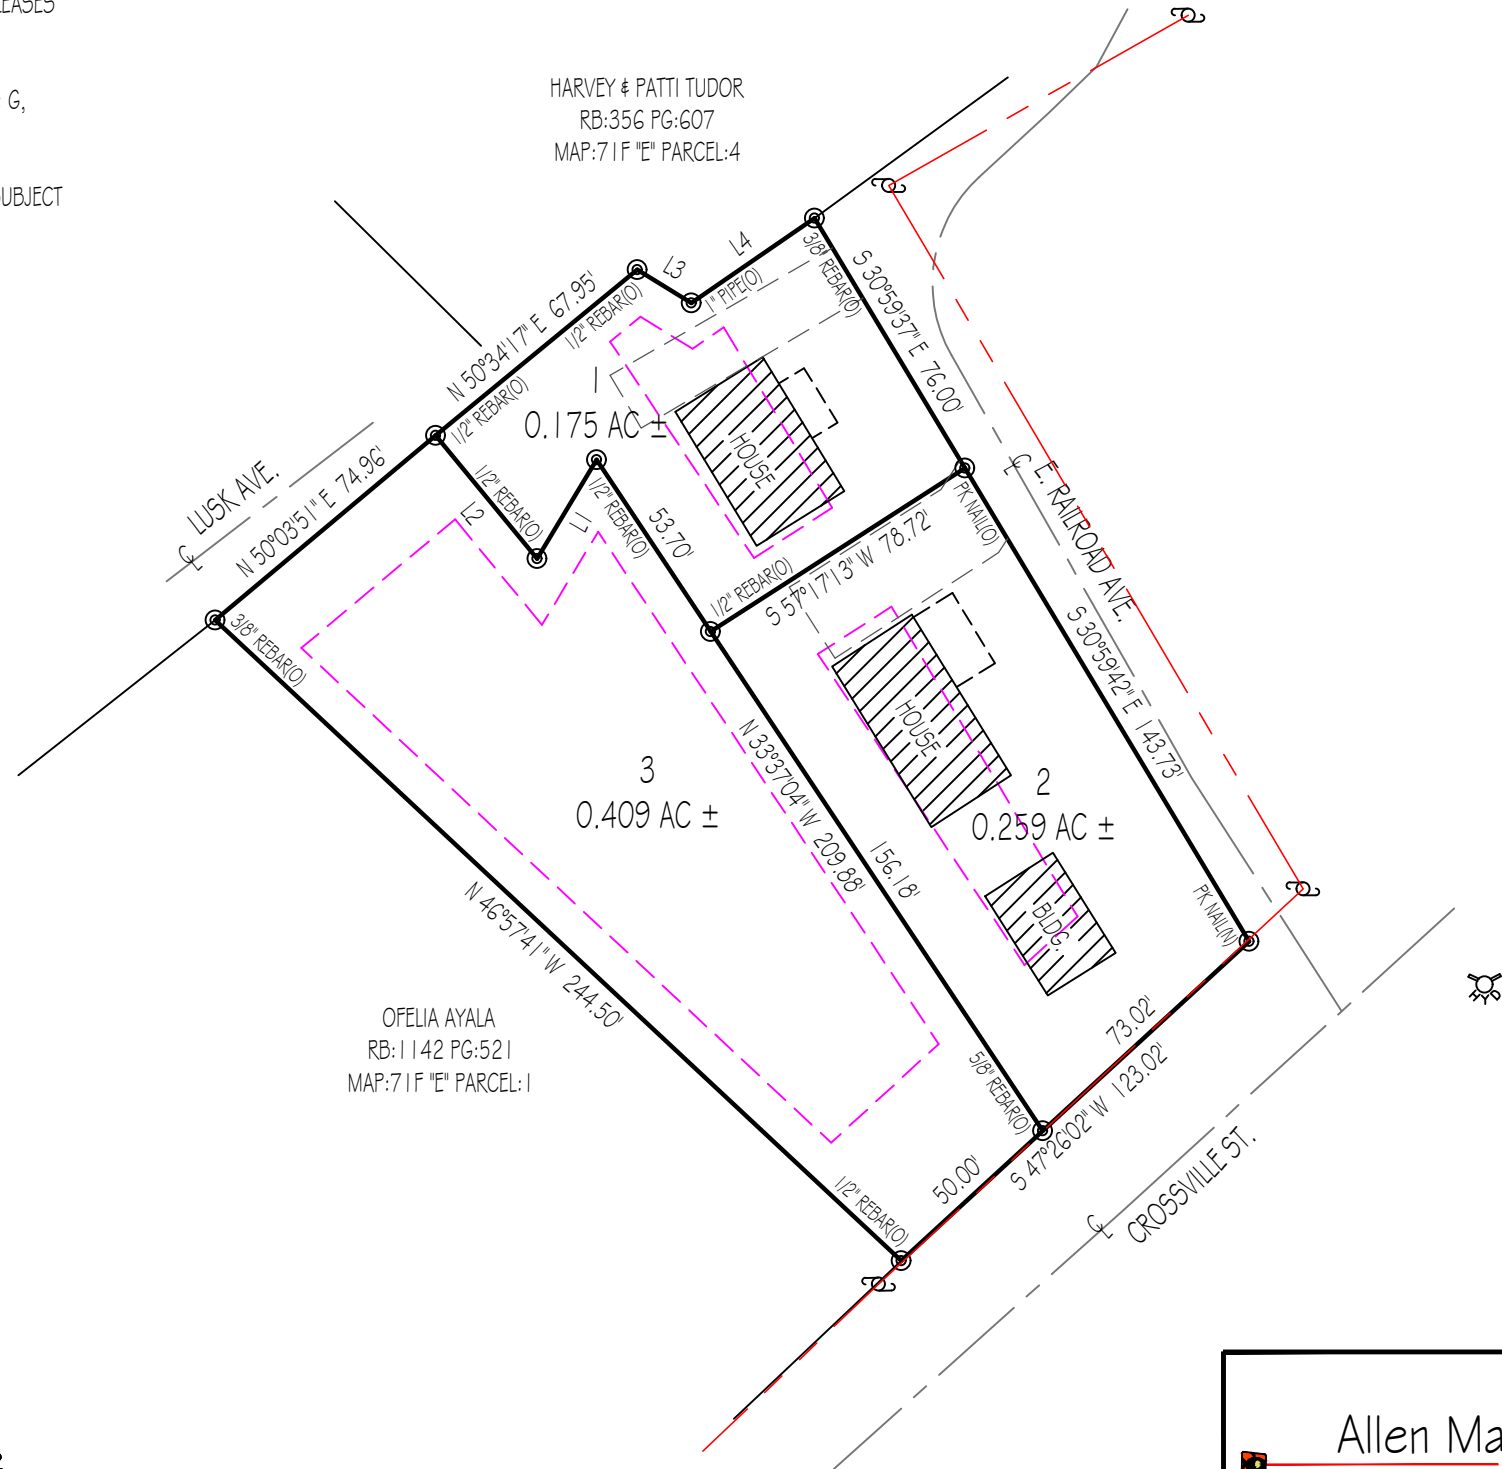 G,
HARVEY & PATTI TUDOR
RB:356 PG:607
MAP:71F "E" PARCEL:4
L4
L3
1" PIPE(O)
3/8" REBAR(O)
S 30°59'37" E 76.00'
N 50°34'17" E 67.95'
1/2" REBAR(O)
1
0.175 AC ±
1/2" REBAR(O)
HOUSE
LUSK AVE.
N 50°03'51" E 74.96'
L2
1/2" REBAR(O)
L1
1/2" REBAR(O)
53.70'
PK NAIL(O)
E. RAILROAD AVE.
1/2" REBAR(O)
S 57°17'13" W 78.72'
3/8" REBAR(O)
S 30°59'42" E 143.73'
HOUSE
3
0.409 AC ±
2
0.259 AC ±
N 33°37'04" W 209.88'
156.18'
BLDG.
PK NAIL(N)
N 46°57'41" W 244.50'
OFELIA AYALA
RB:1142 PG:521
MAP:71F "E" PARCEL:1
5/8" REBAR(O)
73.02'
S 47°26'02" W 123.02'
50.00'
1/2" REBAR(O)
CROSSVILLE ST.
Allen Ma